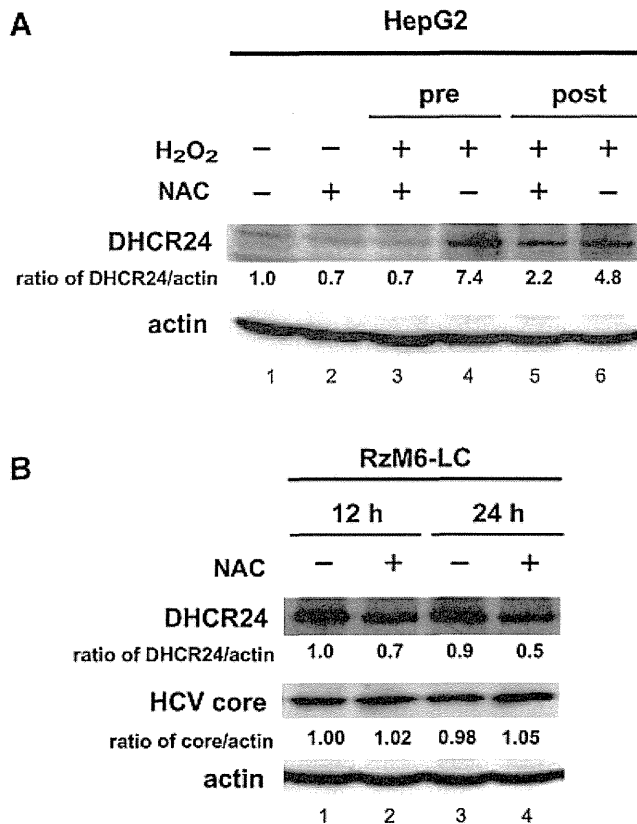 A
HepG2
pre post
H₂O₂ – – + + + +
NAC – + + – + –
DHCR24
ratio of DHCR24/actin 1.0 0.7 0.7 7.4 2.2 4.8
actin
1 2 3 4 5 6
B
RzM6-LC
12 h 24 h
NAC – + – +
DHCR24
ratio of DHCR24/actin 1.0 0.7 0.9 0.5
HCV core
ratio of core/actin 1.00 1.02 0.98 1.05
actin
1 2 3 4